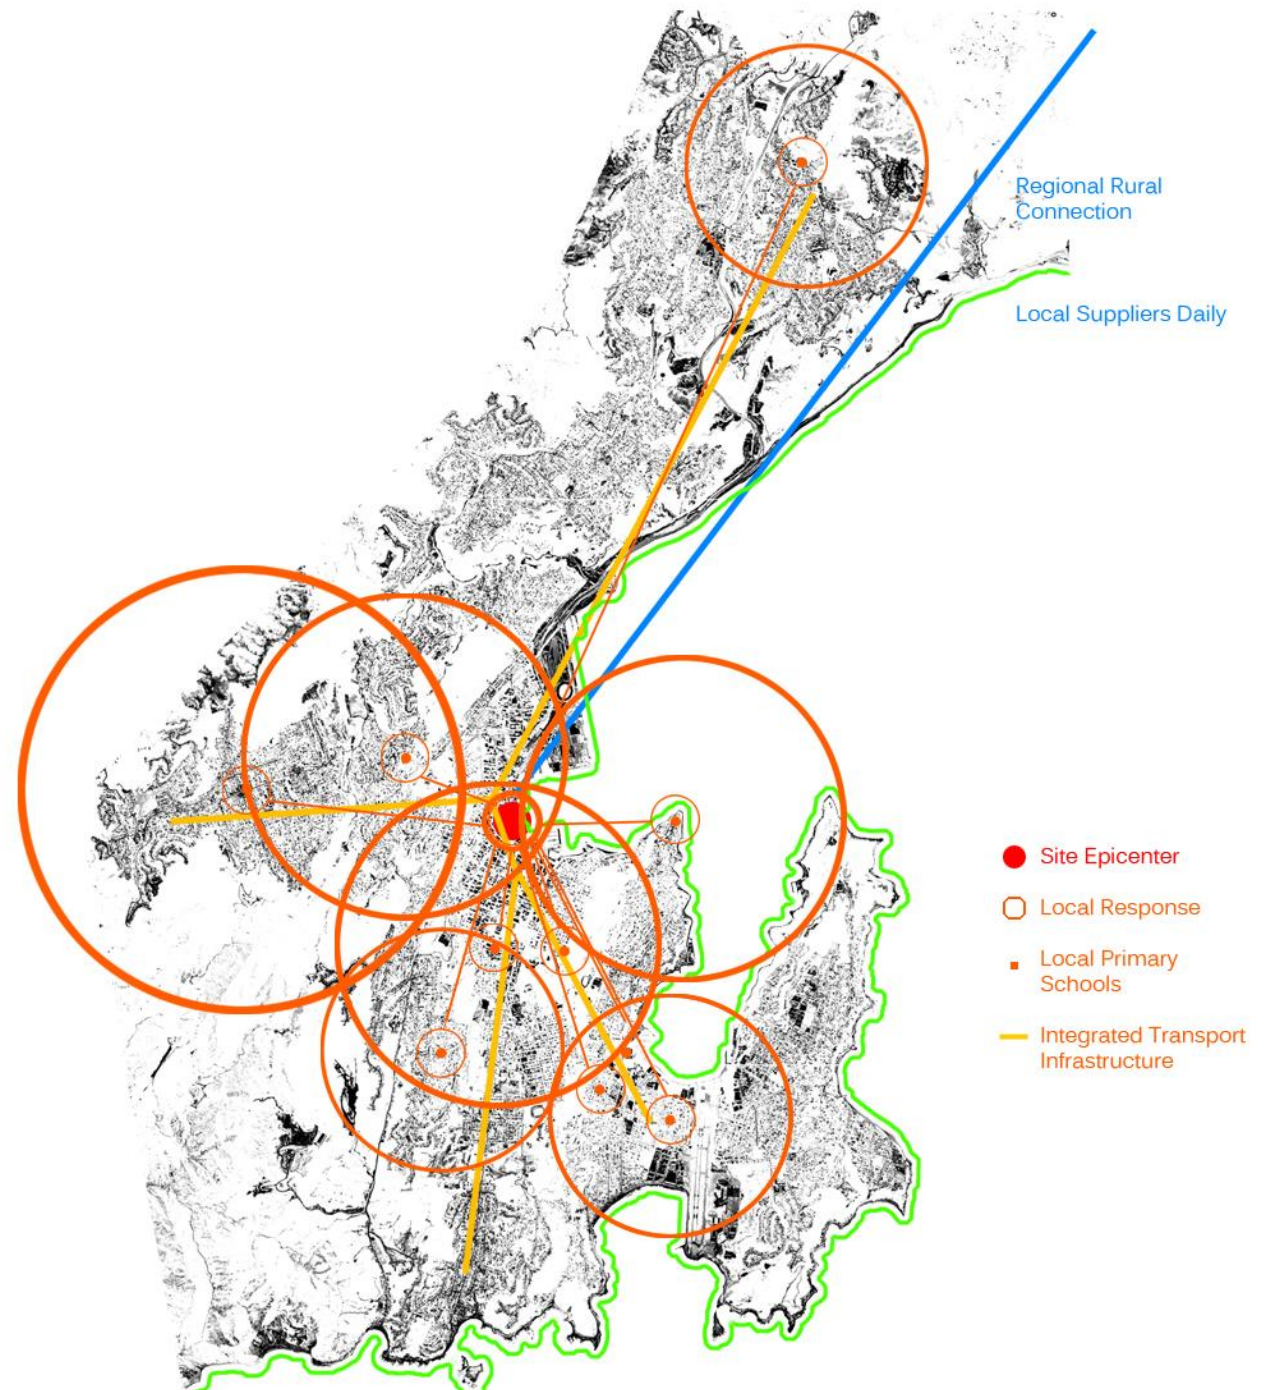 Regional Rural
Connection
Local Suppliers Daily
Site Epicenter
Local Response
Local Primary
Schools
Integrated Transport
Infrastructure